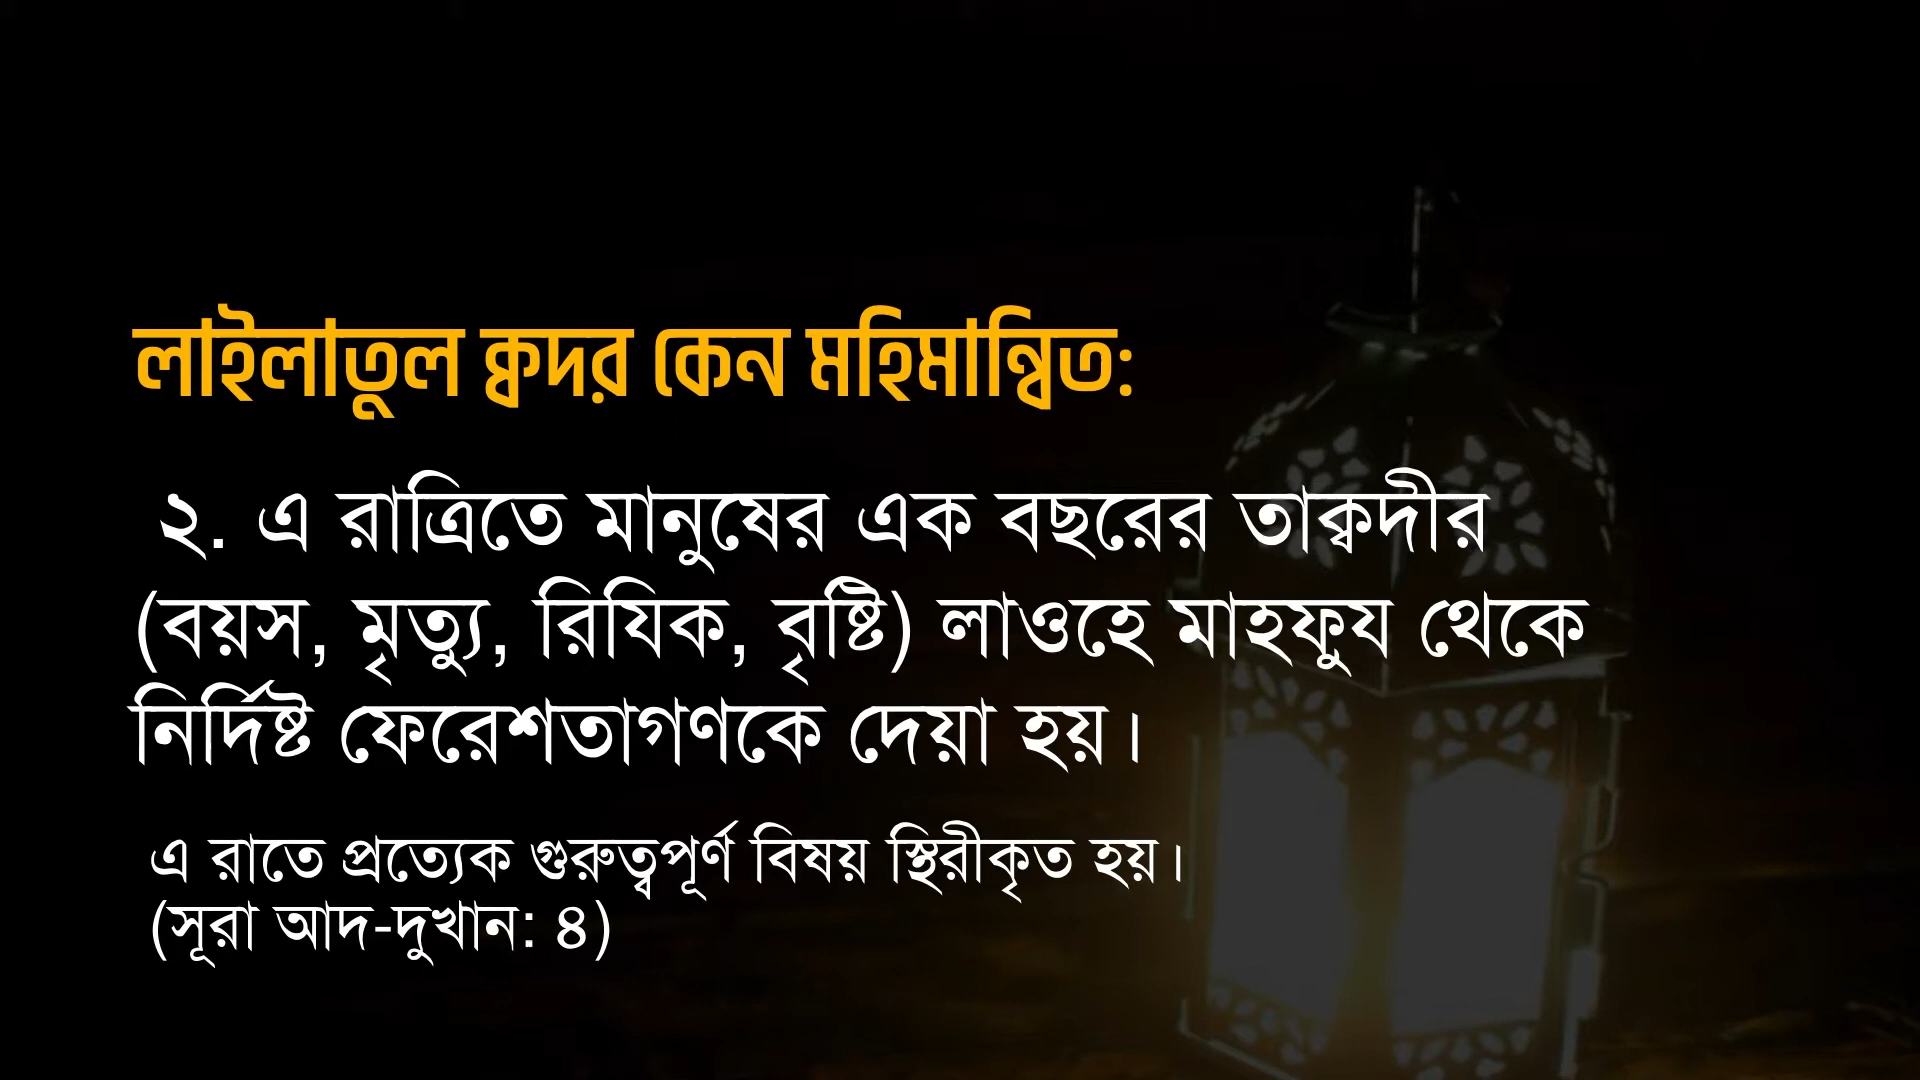 লাইলাতুল ক্বদর কেন মহিমান্বিত:
২. এ রাত্রিতে মানুষের এক বছরের তাক্বদীর
(বয়স, মৃত্যু, রিযিক, বৃষ্টি) লাওহে মাহফুয থেকে
নির্দিষ্ট ফেরেশতাগণকে দেয়া হয়।
এ রাতে প্রত্যেক গুরুত্বপূর্ণ বিষয় স্থিরীকৃত হয়।
(সূরা আদ-দুখান: ৪)